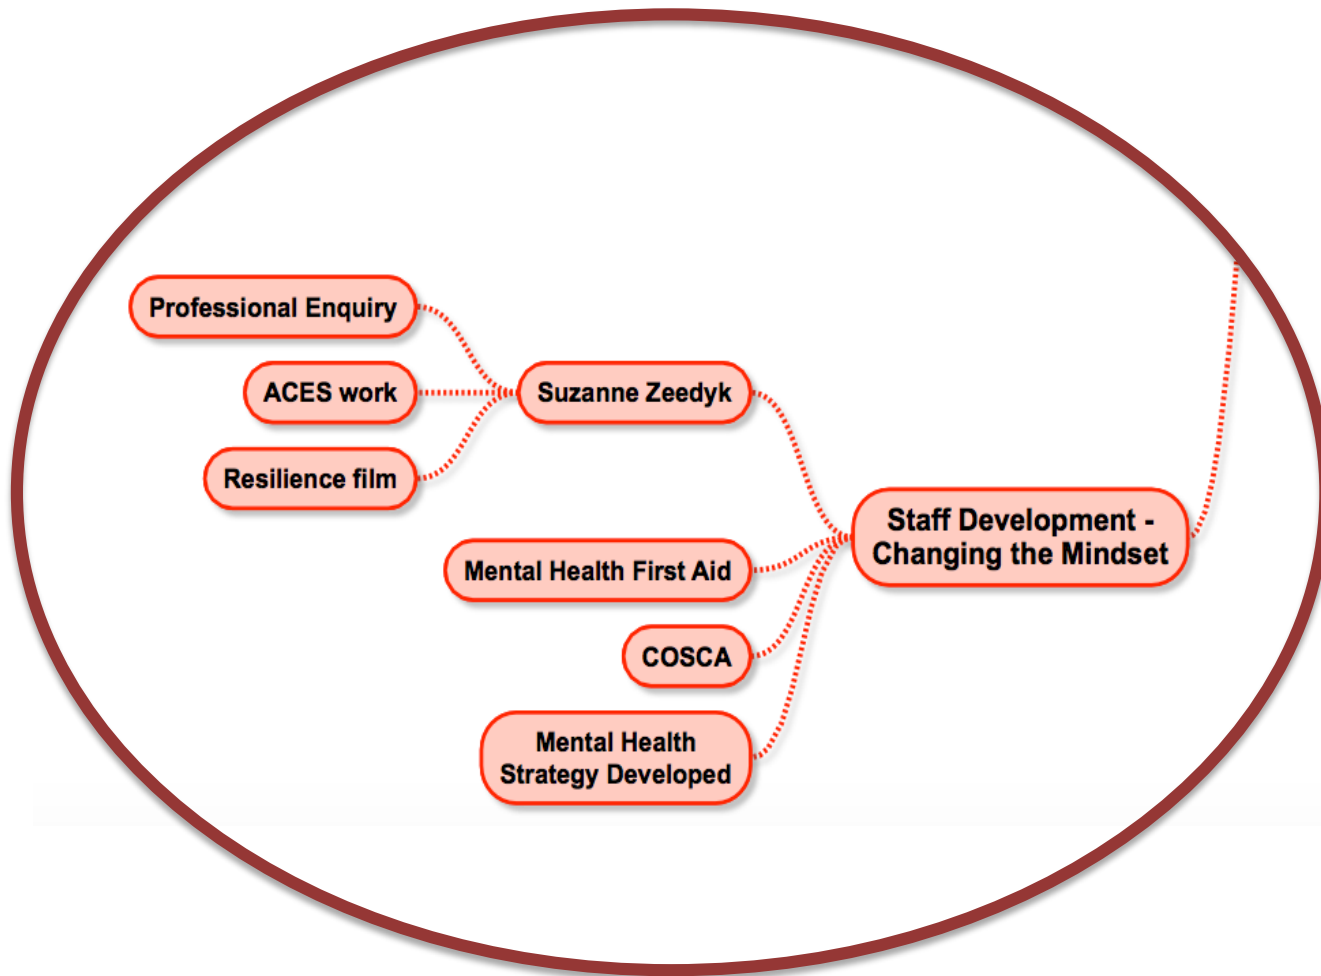 Professional Enquiry
ACES work
Resilience film
Suzanne Zeedyk
Mental Health First Aid
COSCA
Mental Health
Strategy Developed
Staff Development -
Changing the Mindset